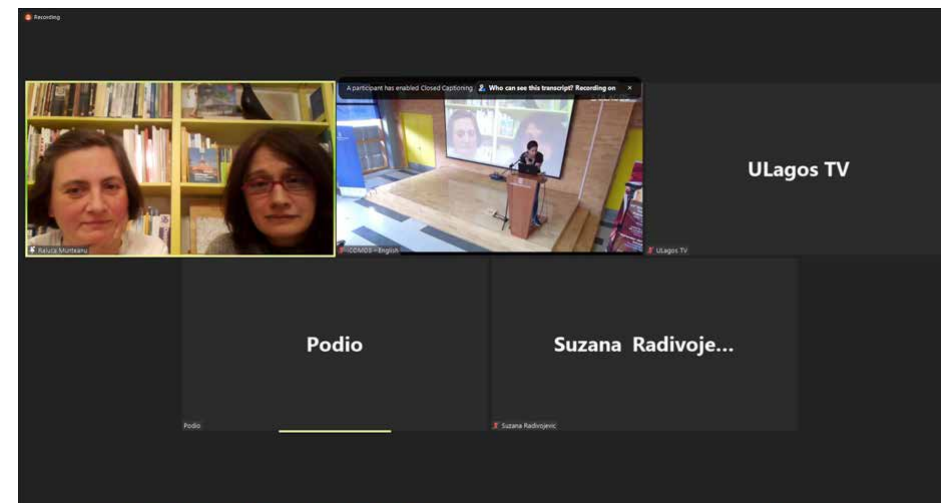 Recording
A participant has enabled Closed Captioning
Who can see this transcript? Recording on
Raluca Munteanu
ICOMOS - English
ULagos TV
ULagos TV
Podio
Suzana Radivoje...
Podio
Suzana Radivojevic